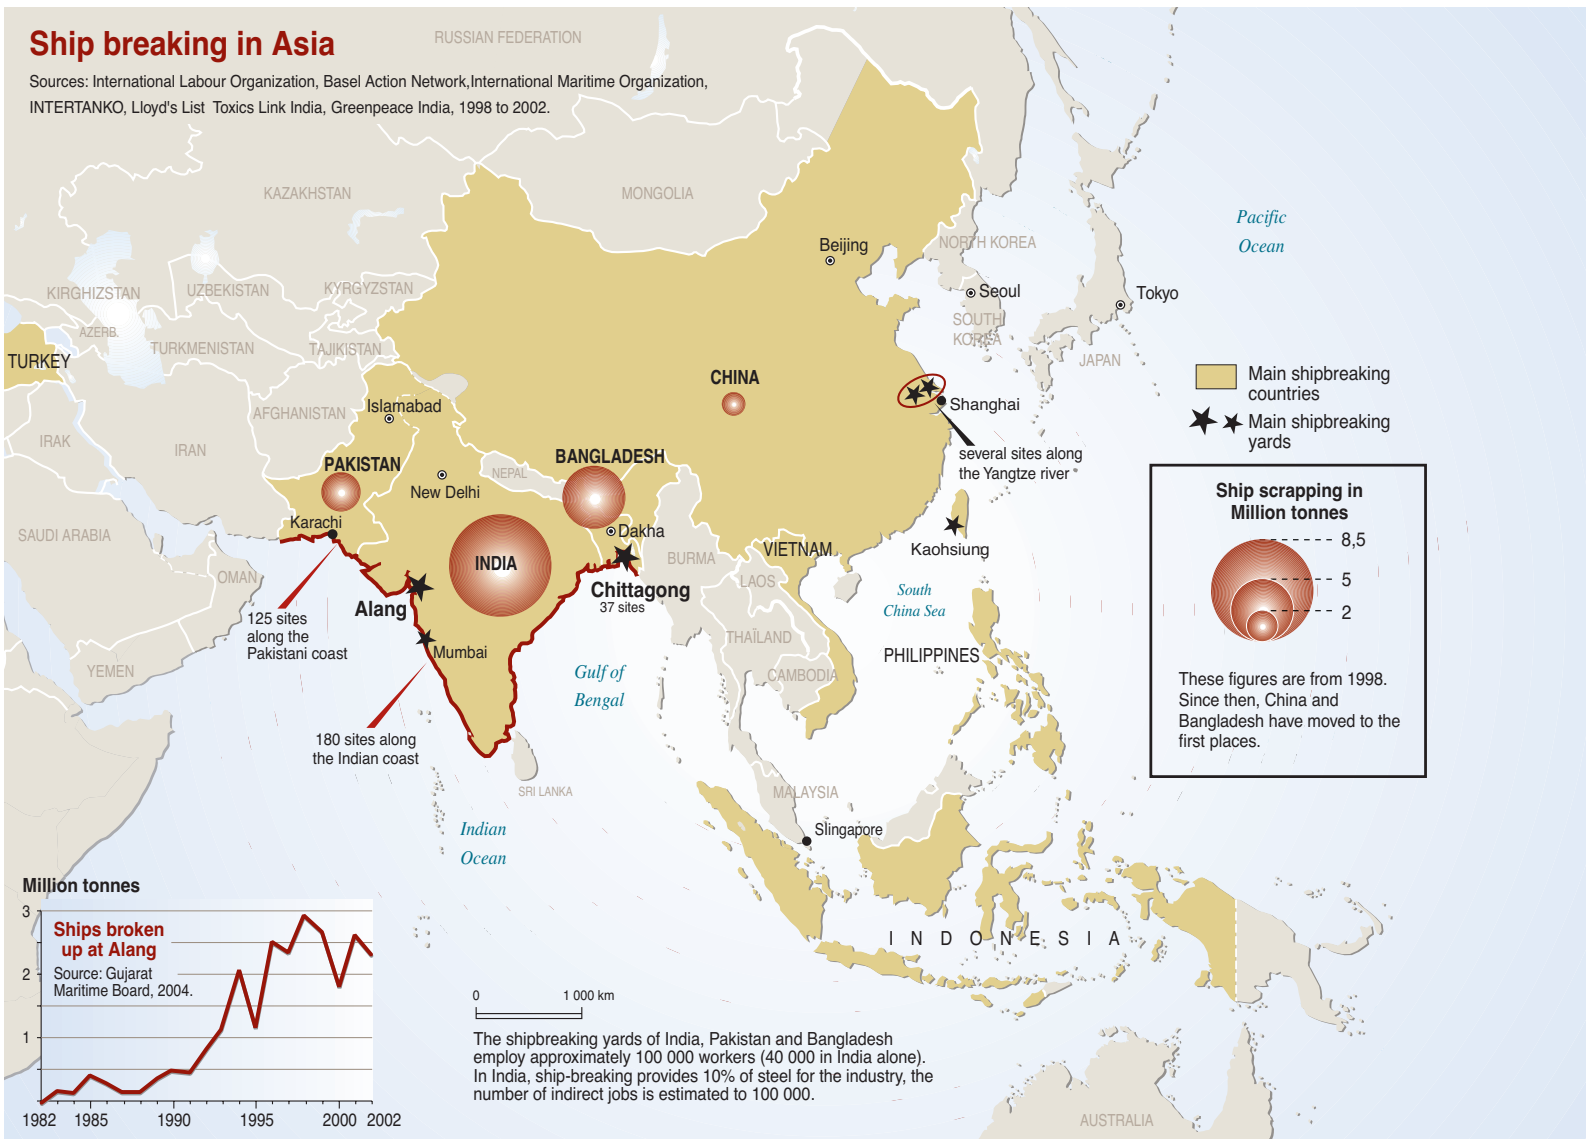 Ship breaking in Asia
Sources: International Labour Organization, Basel Action Network,International Maritime Organization,
INTERTANKO, Lloyd's List Toxics Link India, Greenpeace India, 1998 to 2002.
RUSSIAN FEDERATION
KAZAKHSTAN
MONGOLIA
Pacific
Ocean
Beijing
NORTH KOREA
KIRGHIZSTAN
UZBEKISTAN
KYRGYZSTAN
Seoul
Tokyo
SOUTH
KOREA
AZERB.
TURKMENISTAN
TAJIKISTAN
JAPAN
TURKEY
CHINA
Main shipbreaking
countries
Main shipbreaking
yards
AFGHANISTAN
Islamabad
Shanghai
IRAK
IRAN
several sites along
the Yangtze river
PAKISTAN
BANGLADESH
NEPAL
New Delhi
Karachi
SAUDI ARABIA
Dakha
INDIA
BURMA
VIETNAM
Kaohsiung
OMAN
LAOS
Alang
Chittagong
37 sites
South
China Sea
125 sites
along the
Pakistani coast
Mumbai
THAÏLAND
PHILIPPINES
YEMEN
Gulf of
Bengal
CAMBODIA
180 sites along
the Indian coast
SRI LANKA
MALAYSIA
SIingapore
Indian
Ocean
INDONESIA
AUSTRALIA
Ship scrapping in
Million tonnes
8,5
5
2
These figures are from 1998.
Since then, China and
Bangladesh have moved to the
first places.
Million tonnes
3
2
1
Ships broken
up at Alang
Source: Gujarat
Maritime Board, 2004.
1982 1985 1990 1995 2000 2002
0 1 000 km
The shipbreaking yards of India, Pakistan and Bangladesh
employ approximately 100 000 workers (40 000 in India alone).
In India, ship-breaking provides 10% of steel for the industry, the
number of indirect jobs is estimated to 100 000.